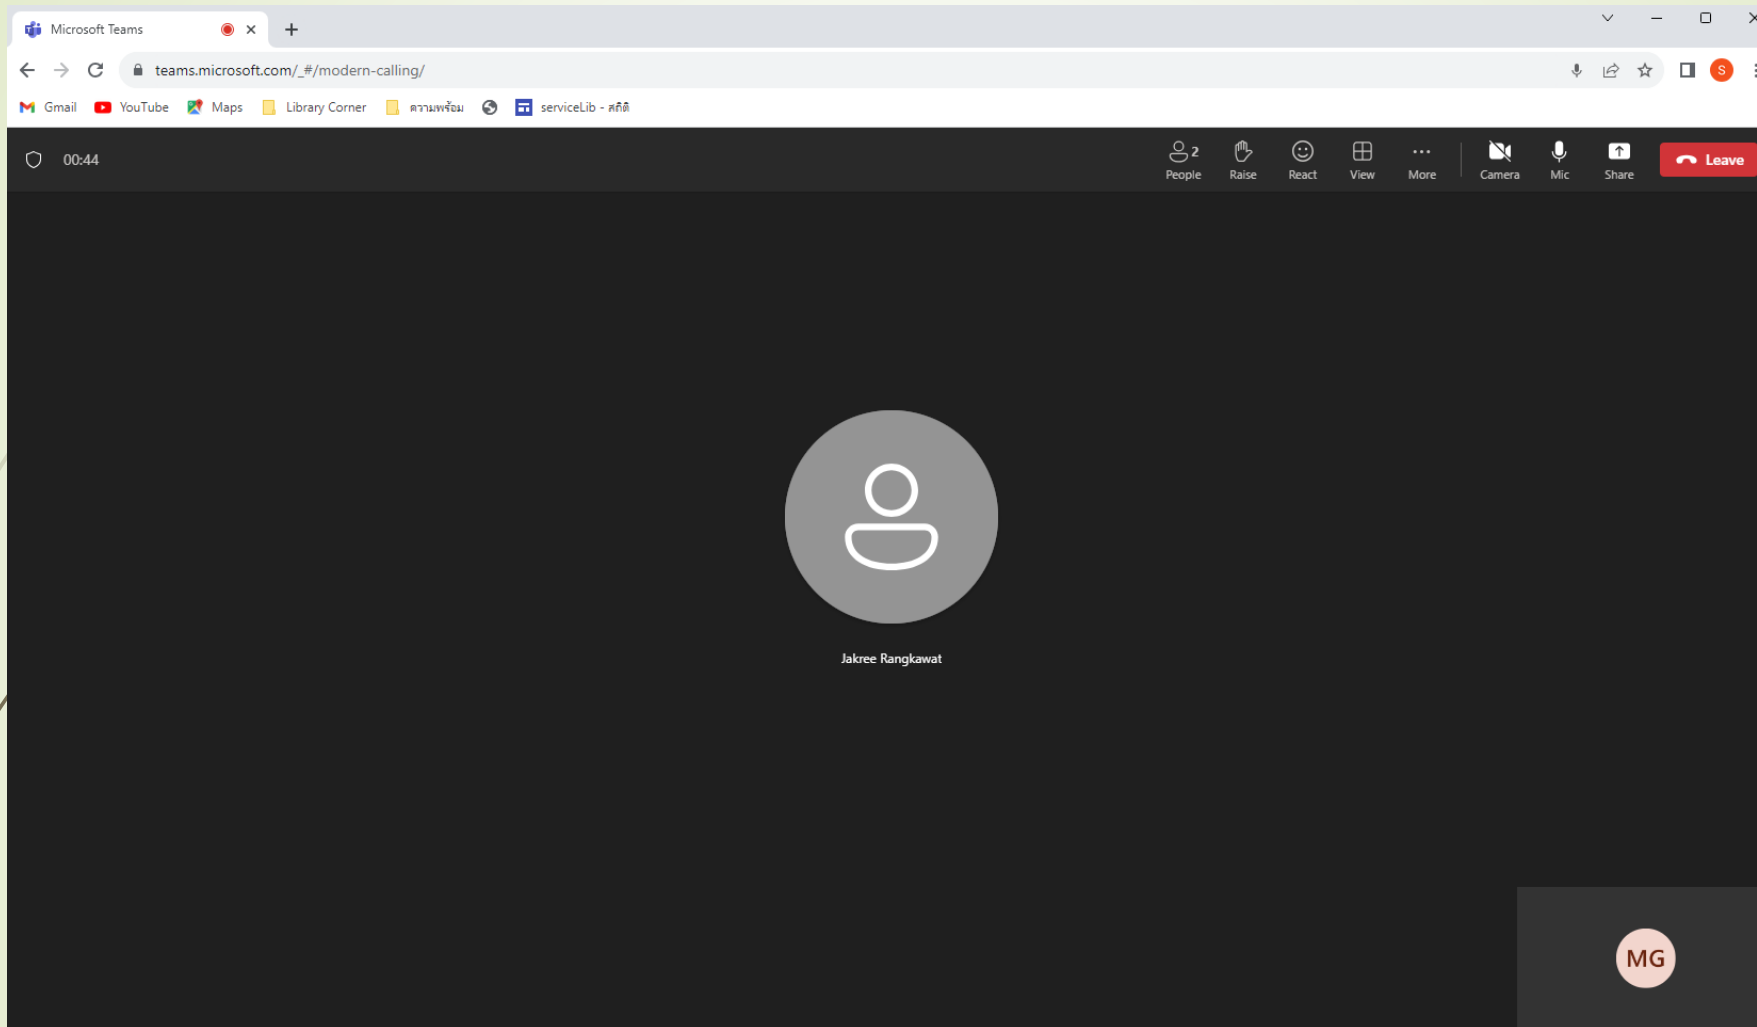 Microsoft Teams
teams.microsoft.com/_#/modern-calling/
S
Gmail YouTube Maps Library Corner ความพร้อม serviceLib - สถิติ
00:44
2
People Raise React View More Camera Mic Share Leave
Jakree Rangkawat
MG